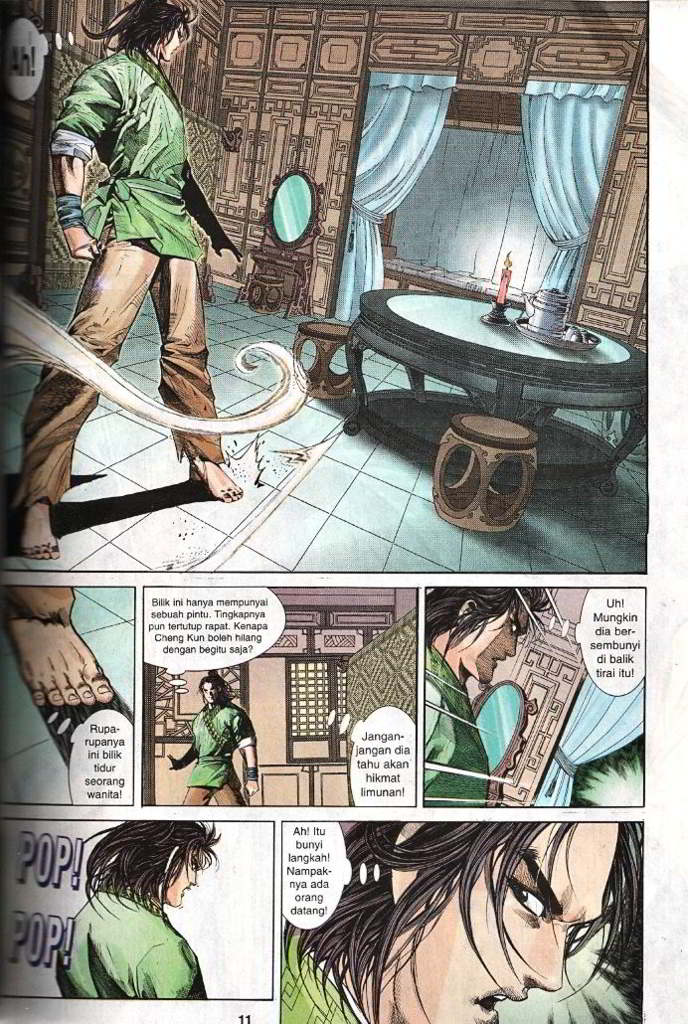 Ah!
Rupa-
rupanya
ini bilik
tidur
seorang
wanita!
Bilik ini hanya mempunyai
sebuah pintu. Tingkapnya
pun tertutup rapat. Kenapa
Cheng Kun boleh hilang
dengan begitu saja?
Jangan-
jangan dia
tahu akan
hikmat
limunan!
Uh!
Mungkin
dia ber-
sembunyi
di balik
tirai itu!
POP!
POP!
Ah! Itu
bunyi
langkah!
Nampak-
nya ada
orang
datang!
11